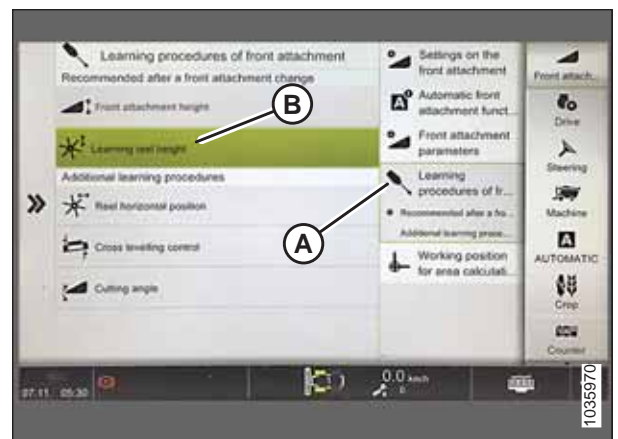 Learning procedures of front attachment
Recommended after a front attachment change
Front attachment height
Learning reel height
Additional learning procedures
Reel horizontal position
Cross levelling control
Cutting angle
Settings on the
front attachment
Automatic front
attachment funct...
Front attachment
parameters
Learning
procedures of fr...
Recommended after a fro...
Additional learning proce...
Working position
for area calculati...
Front attach...
Drive
Steering
Machine
A
AUTOMATIC
Crop
Counter
B
A
07.11. 05:30
0.0 km/h
0
1035970